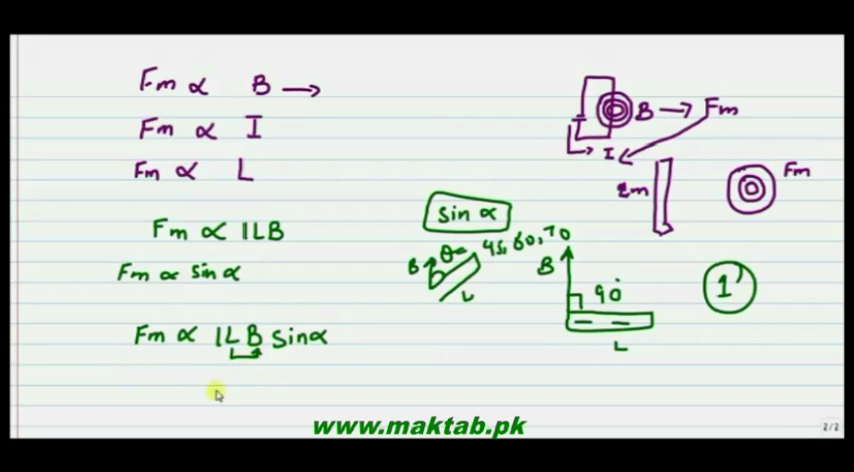 Fm ∝ B →
Fm ∝ I
Fm ∝ L
Fm ∝ ILB
Fm ∝ sin α
Fm ∝ ILB Sinα
B → Fm
I
Fm
sin α
θ= 45, 60, 70
B
L
B
90°
L
1
www.maktab.pk
2/2